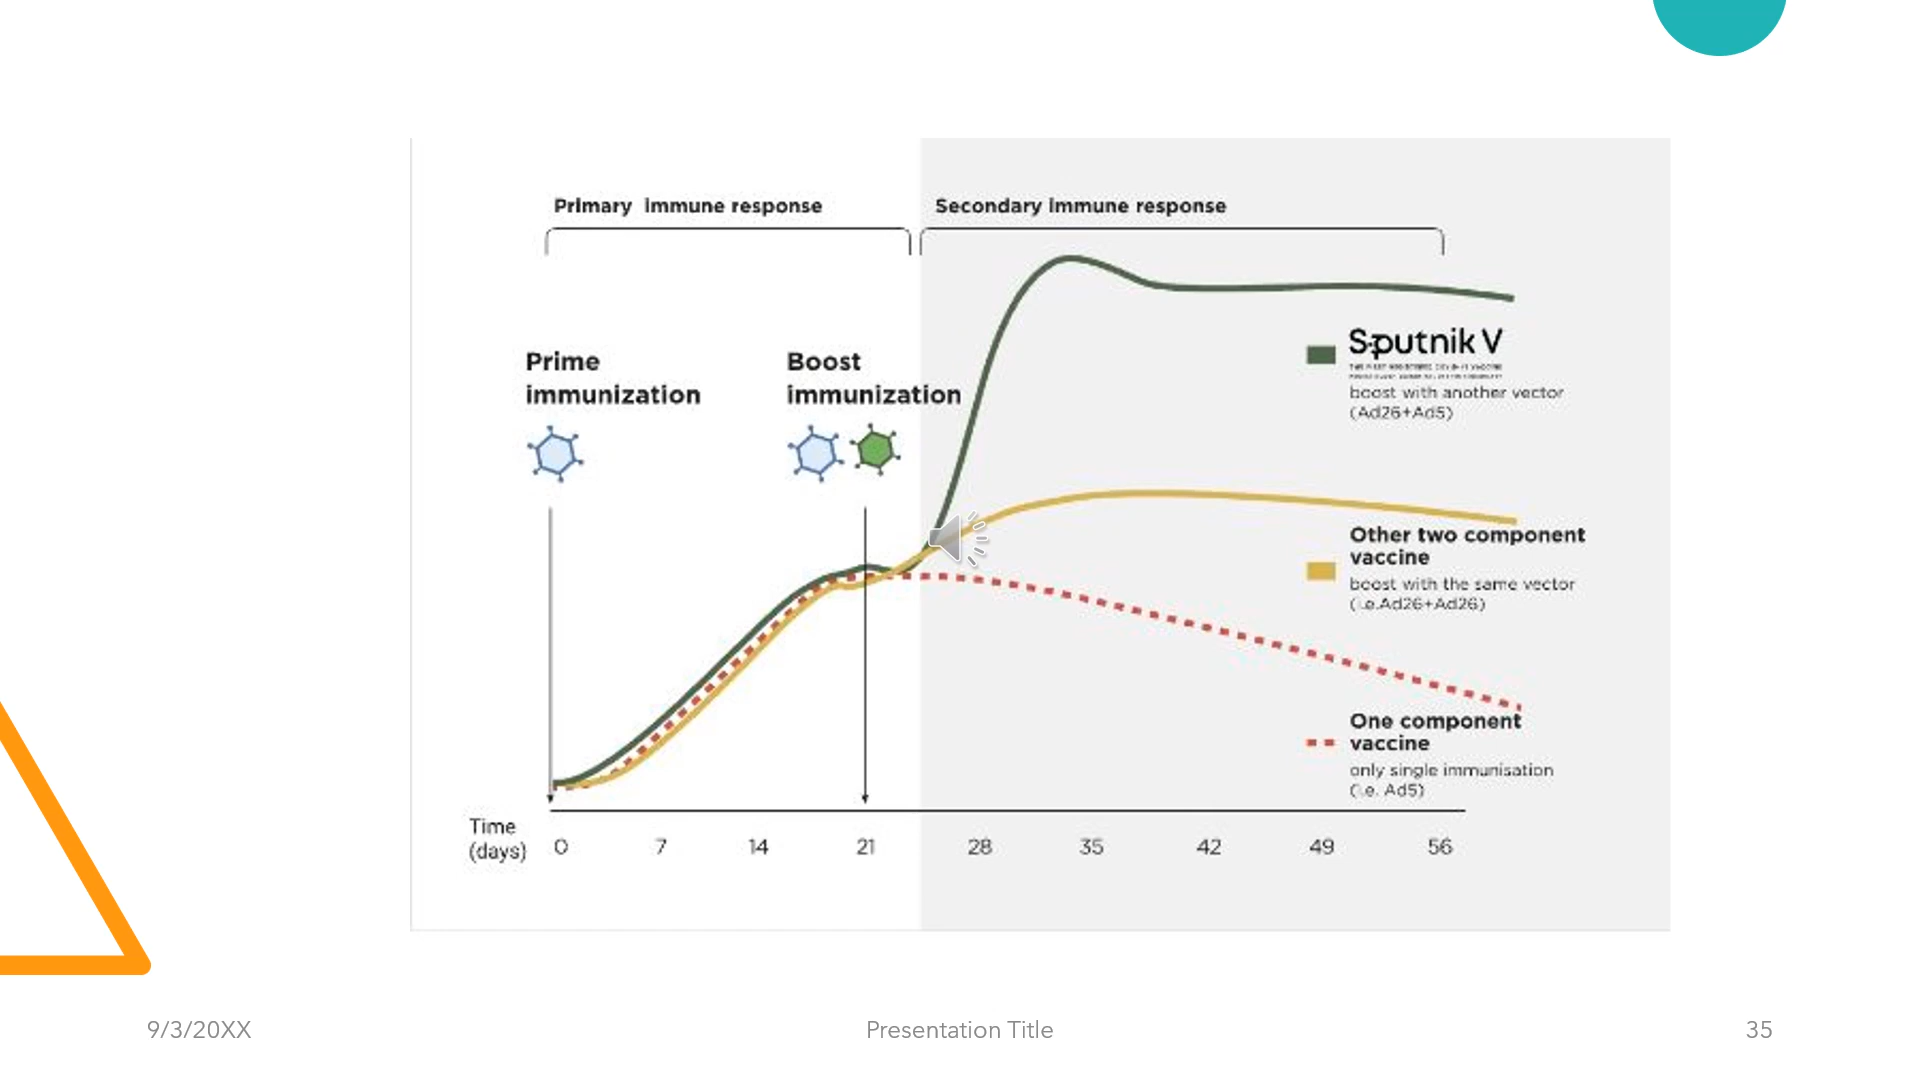 Primary immune response
Secondary immune response
Prime
immunization
Boost
immunization
Sputnik V
boost with another vector
(Ad26+Ad5)
Other two component
vaccine
boost with the same vector
(i.e.Ad26+Ad26)
One component
vaccine
only single immunisation
(i.e. Ad5)
Time
(days)
0 7 14 21 28 35 42 49 56
9/3/20XX
Presentation Title
35